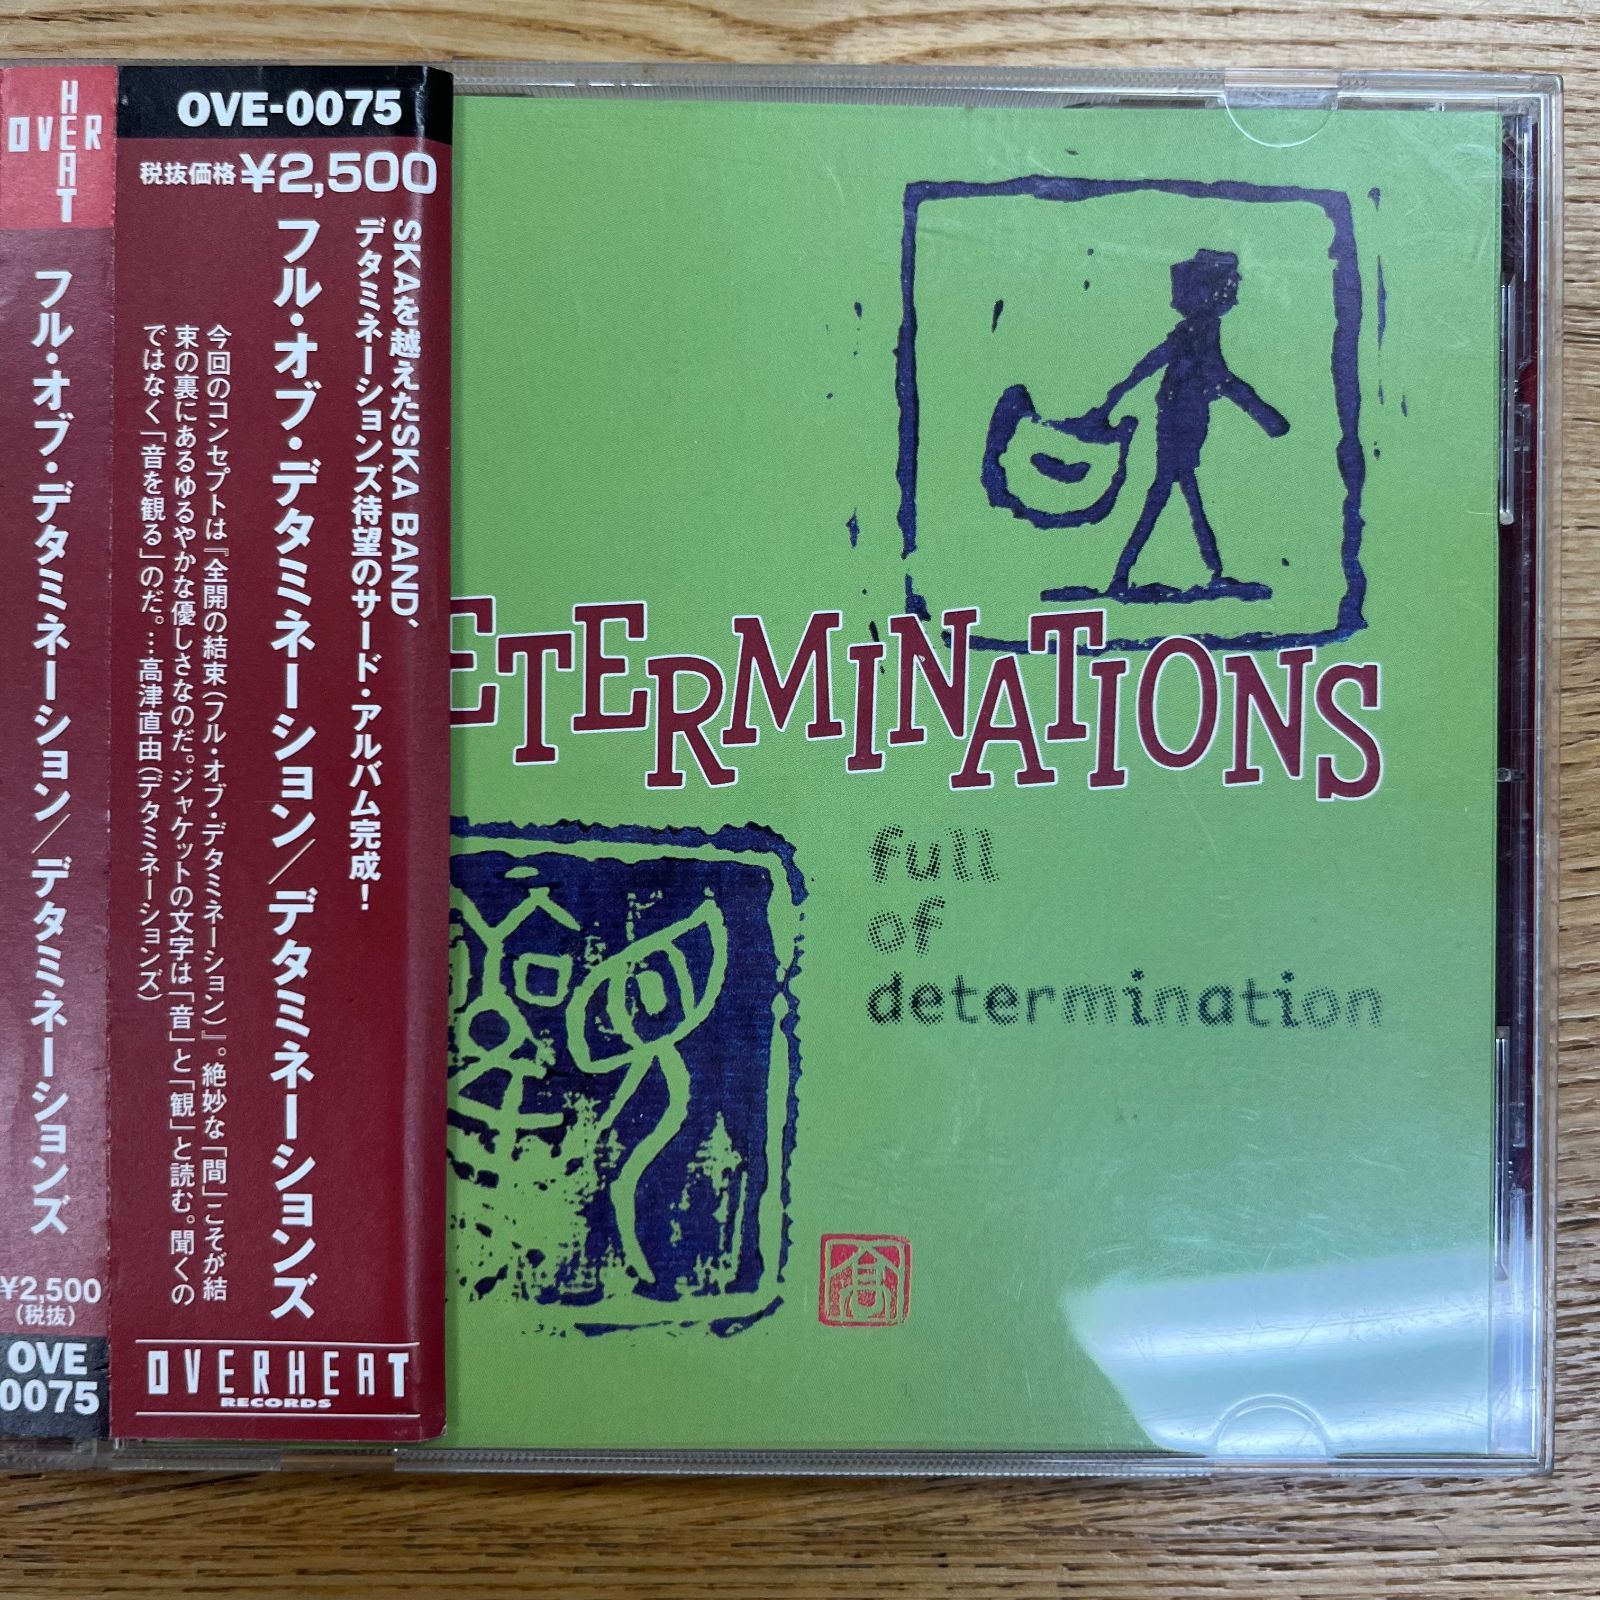 OVER
HEAT
フル・オブ・デタミネーション／デタミネーションズ
¥2,500
(税抜)
OVE
0075
OVE-0075
税抜価格¥2,500
SKAを越えたSKA BAND、
デタミネーションズ待望のサード・アルバム完成！
フル・オブ・デタミネーション／デタミネーションズ
今回のコンセプトは『全開の結束(フル・オブ・デタミネーション)』。絶妙な「間」こそが結
束の裏にあるゆるやかな優しさなのだ。ジャケットの文字は「音」と「観」と読む。聞くの
ではなく「音を観る」のだ。…高津直由(デタミネーションズ)
OVERHEAT
RECORDS
ETERMINATIONS
full
of
determination
高